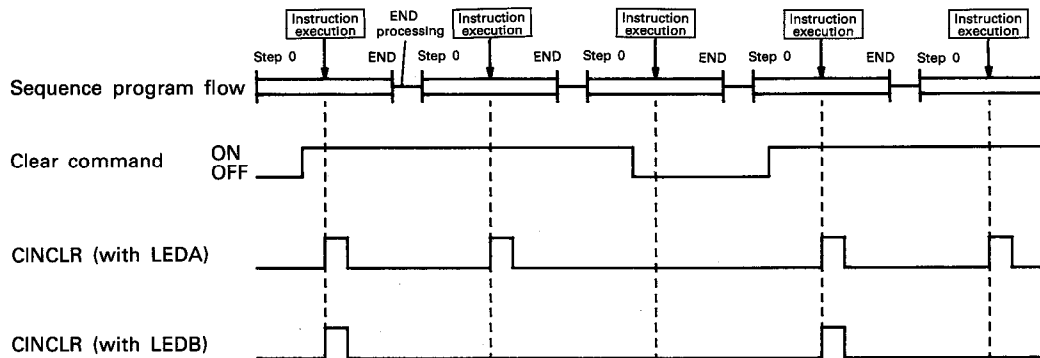 Instruction execution
END processing
Instruction execution
Instruction execution
Instruction execution
Instruction execution
Step 0 END Step 0 END Step 0 END Step 0 END Step 0
Sequence program flow
Clear command ON
OFF
CINCLR (with LEDA)
CINCLR (with LEDB)